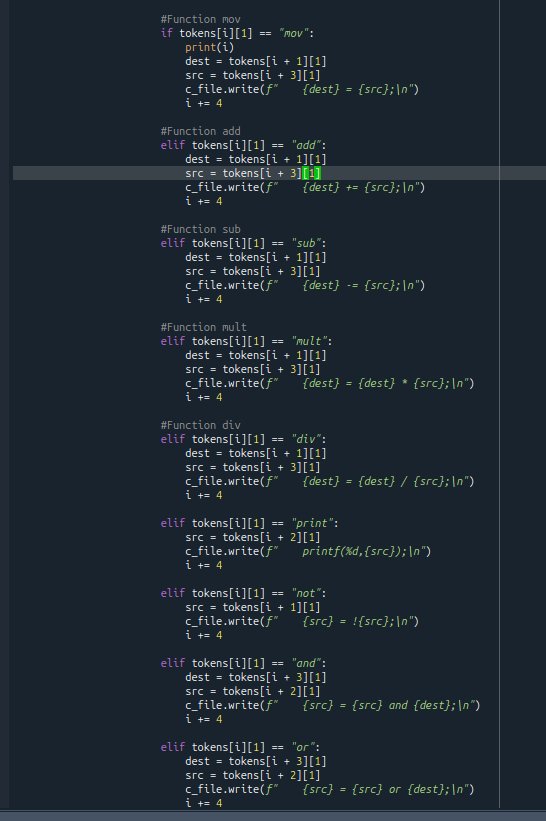 #Function mov
if tokens[i][1] == "mov":
print(i)
dest = tokens[i + 1][1]
src = tokens[i + 3][1]
c_file.write(f"    {dest} = {src};\n")
i += 4
#Function add
elif tokens[i][1] == "add":
dest = tokens[i + 1][1]
src = tokens[i + 3][1]
c_file.write(f"    {dest} += {src};\n")
i += 4
#Function sub
elif tokens[i][1] == "sub":
dest = tokens[i + 1][1]
src = tokens[i + 3][1]
c_file.write(f"    {dest} -= {src};\n")
i += 4
#Function mult
elif tokens[i][1] == "mult":
dest = tokens[i + 1][1]
src = tokens[i + 3][1]
c_file.write(f"    {dest} = {dest} * {src};\n")
i += 4
#Function div
elif tokens[i][1] == "div":
dest = tokens[i + 1][1]
src = tokens[i + 3][1]
c_file.write(f"    {dest} = {dest} / {src};\n")
i += 4
elif tokens[i][1] == "print":
src = tokens[i + 2][1]
c_file.write(f"    printf(%d,{src});\n")
i += 4
elif tokens[i][1] == "not":
src = tokens[i + 1][1]
c_file.write(f"    {src} = !{src};\n")
i += 4
elif tokens[i][1] == "and":
dest = tokens[i + 3][1]
src = tokens[i + 2][1]
c_file.write(f"    {src} = {src} and {dest};\n")
i += 4
elif tokens[i][1] == "or":
dest = tokens[i + 3][1]
src = tokens[i + 2][1]
c_file.write(f"    {src} = {src} or {dest};\n")
i += 4